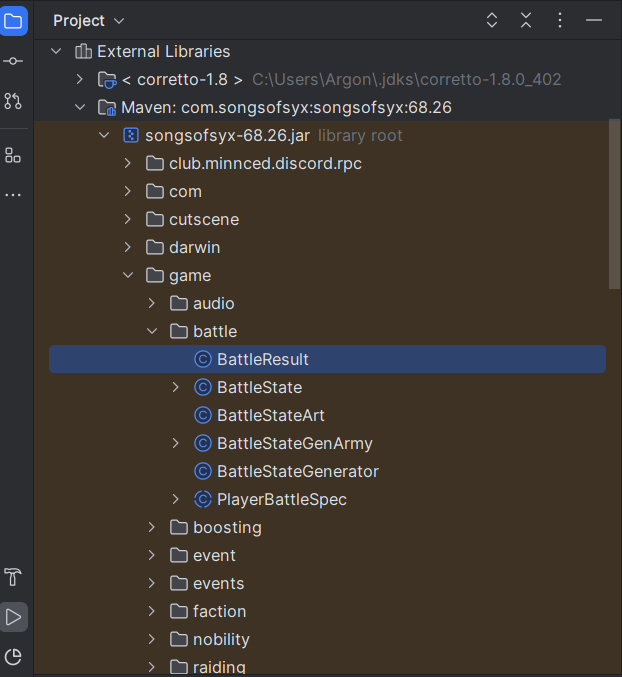 Project
External Libraries
< corretto-1.8 > C:\Users\Argon\.jdks\corretto-1.8.0_402
Maven: com.songsofsyx:songsofsyx:68.26
songsofsyx-68.26.jar library root
club.minnced.discord.rpc
com
cutscene
darwin
game
audio
battle
BattleResult
BattleState
BattleStateArt
BattleStateGenArmy
BattleStateGenerator
PlayerBattleSpec
boosting
event
events
faction
nobility
raiding